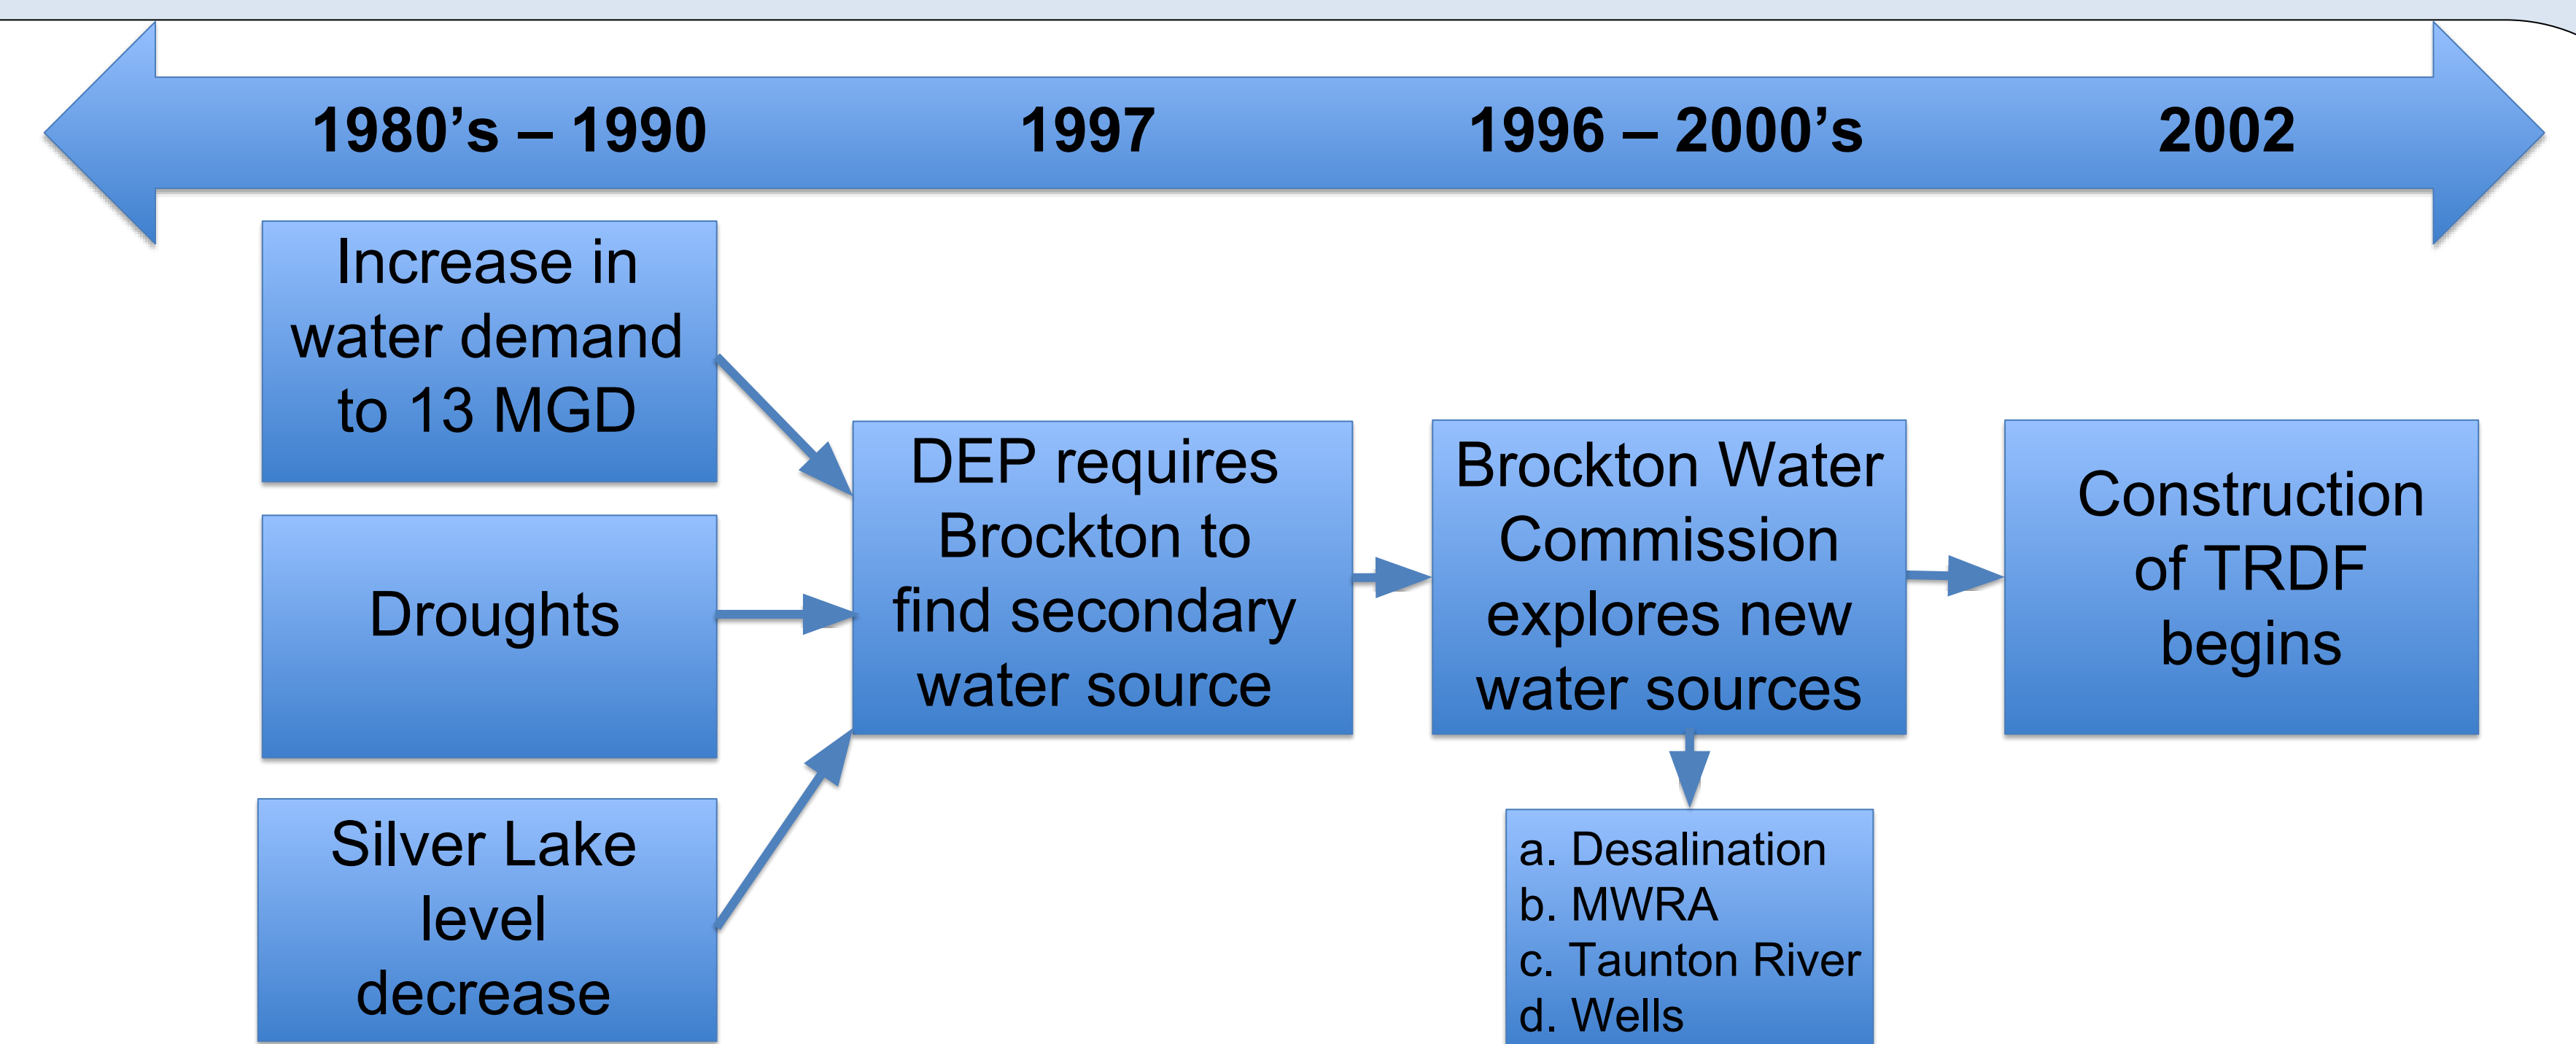 1980’s – 1990
1997
1996 – 2000’s
2002
Increase in
water demand
to 13 MGD
Droughts
Silver Lake
level
decrease
DEP requires
Brockton to
find secondary
water source
Brockton Water
Commission
explores new
water sources
a. Desalination
b. MWRA
c. Taunton River
d. Wells
Construction
of TRDF
begins